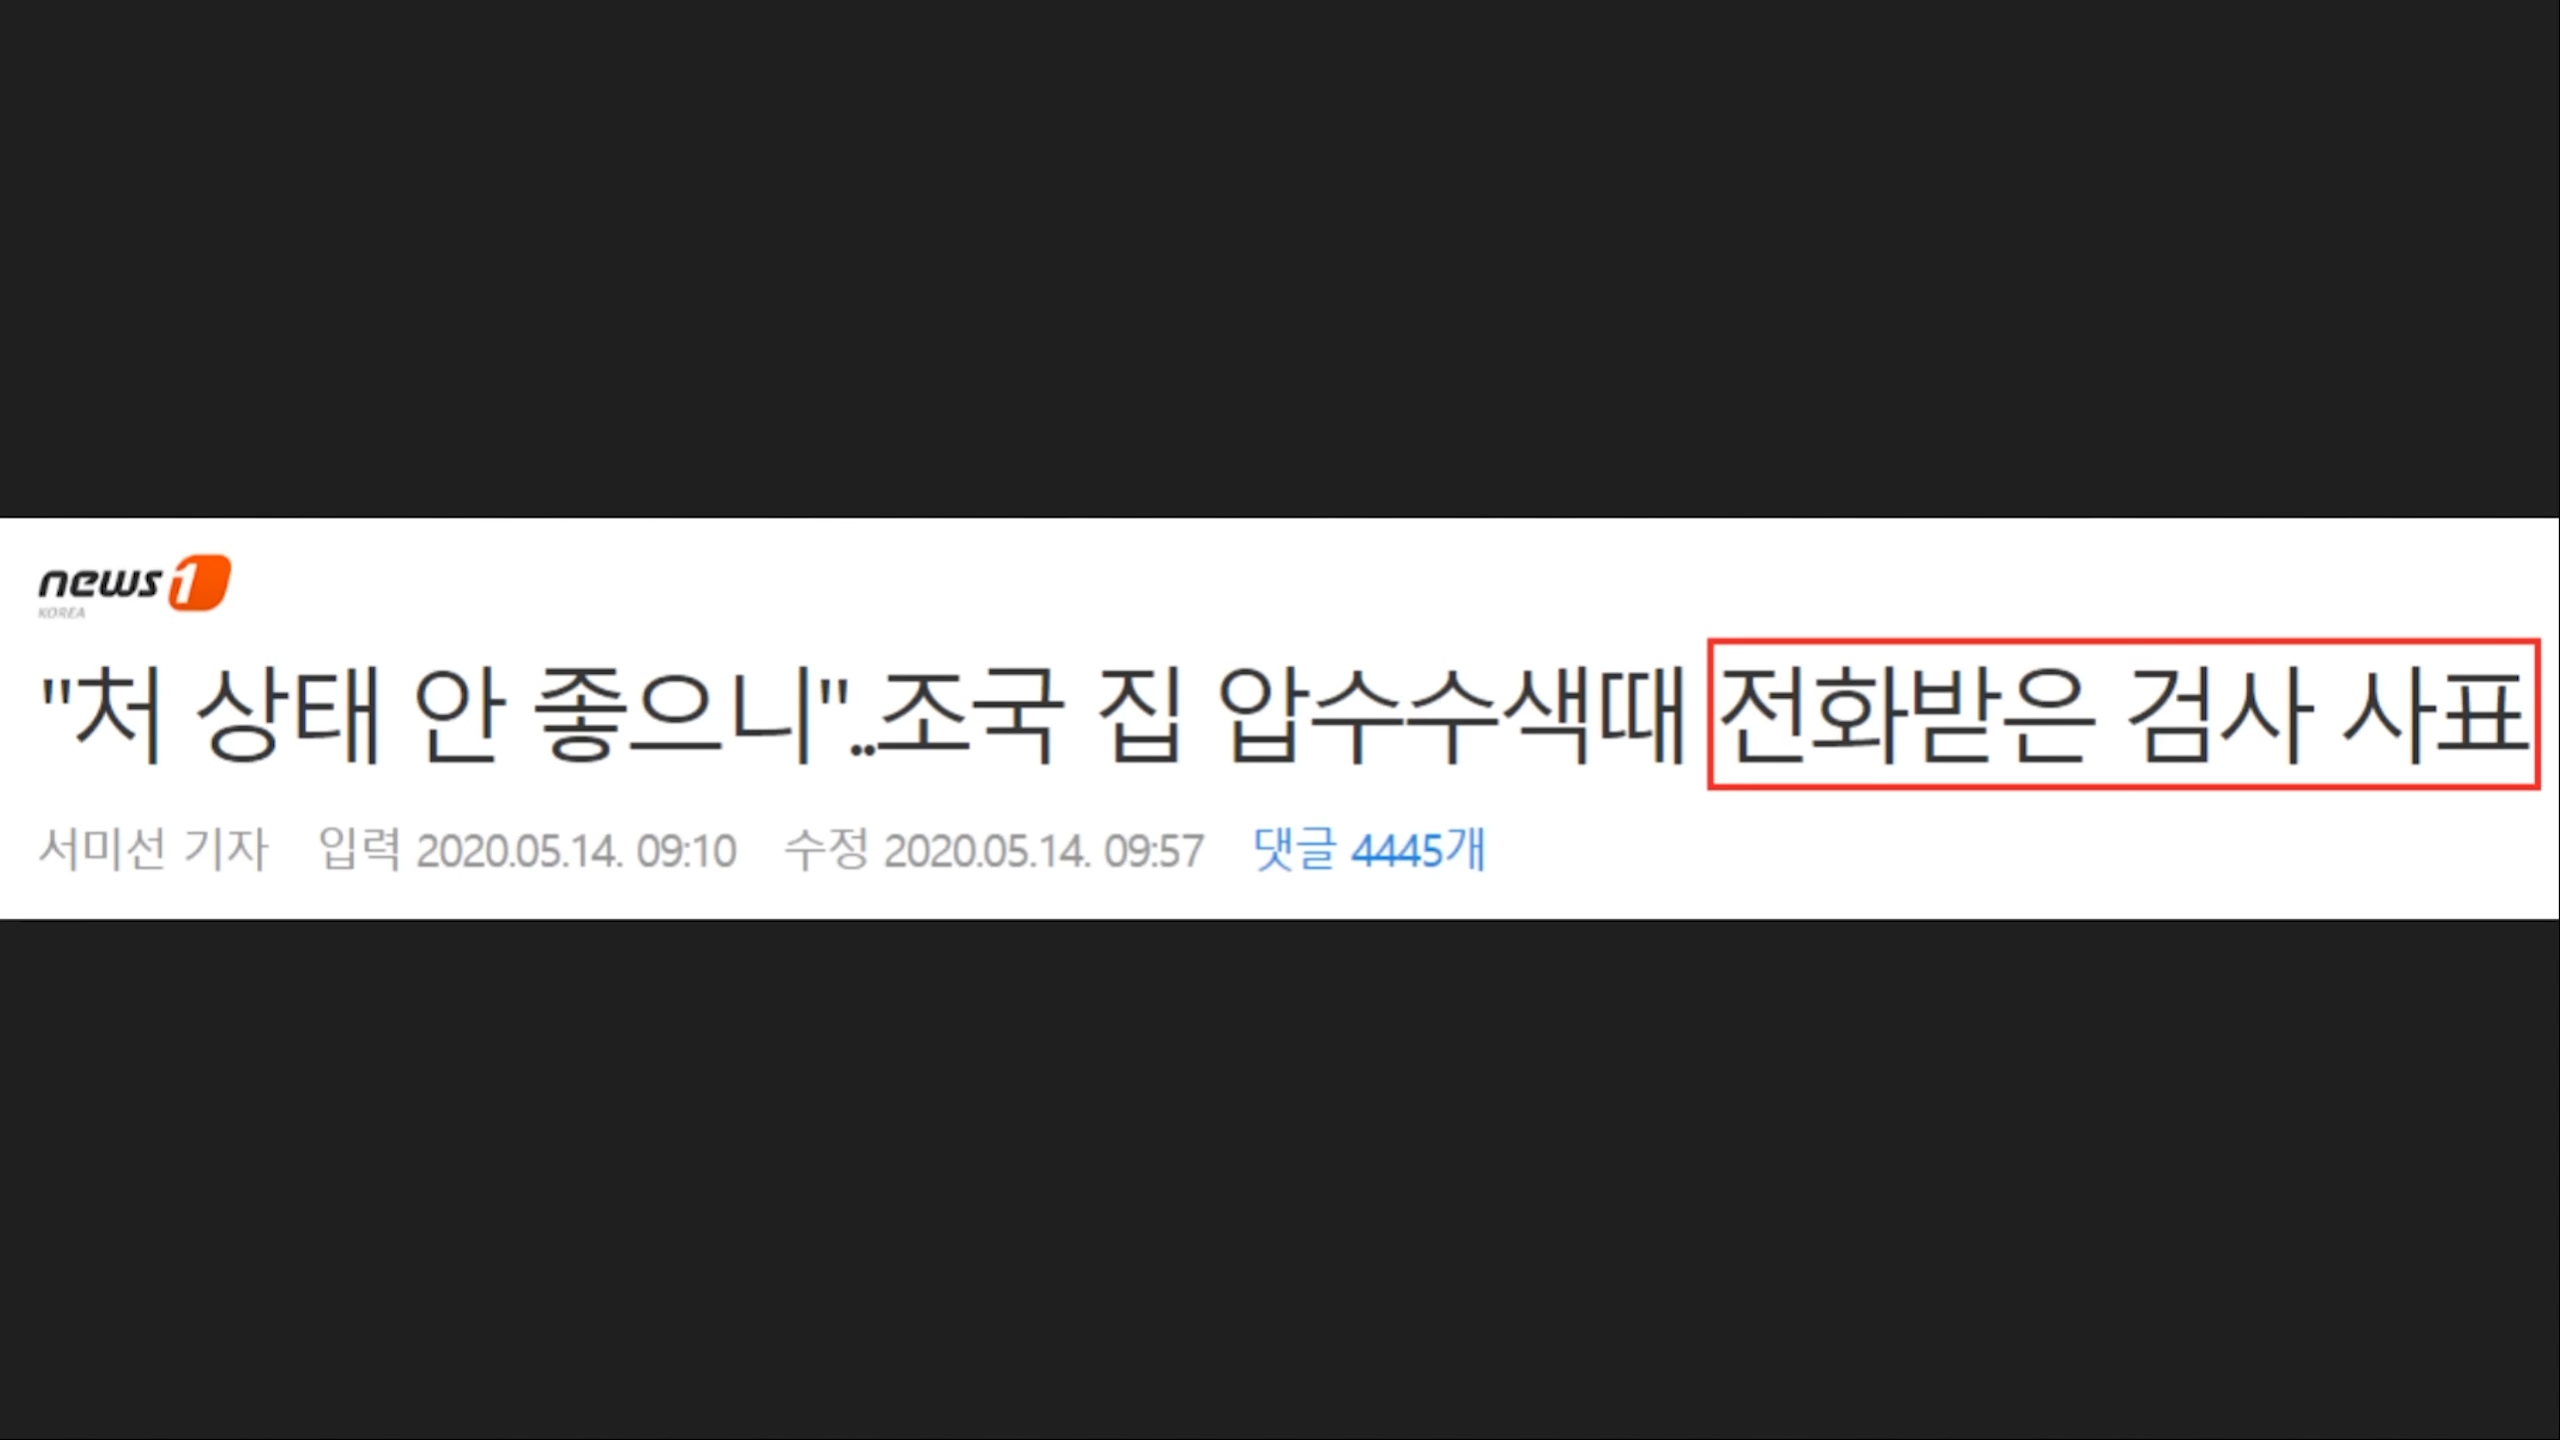 news1
KOREA
"처 상태 안 좋으니"..조국 집 압수수색때 전화받은 검사 사표
서미선 기자 입력 2020.05.14. 09:10 수정 2020.05.14. 09:57 댓글 4445개